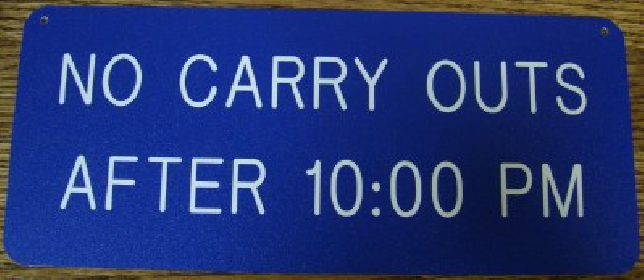 NO CARRY OUTS
AFTER 10:00 PM